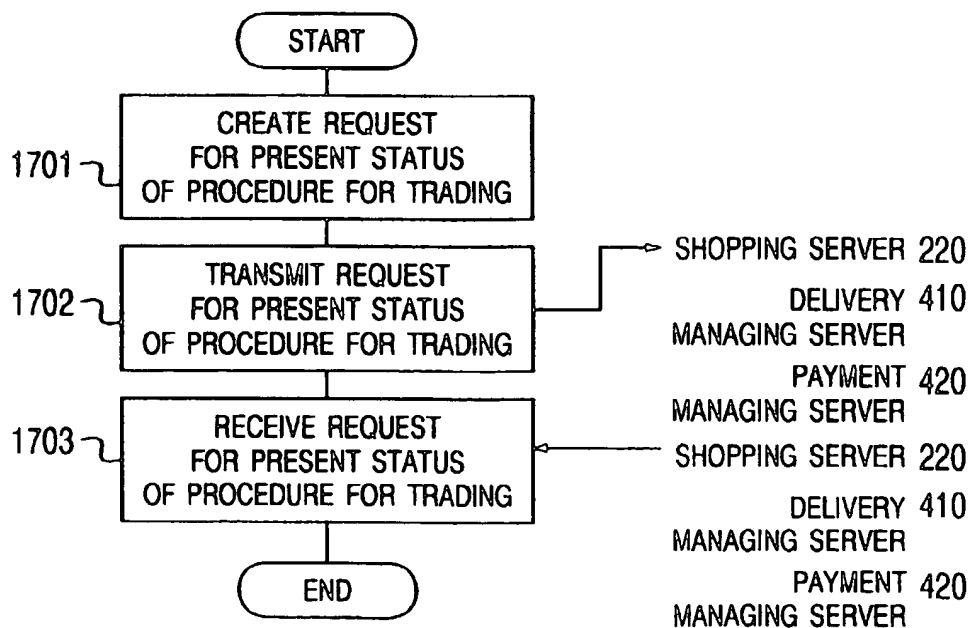 START
CREATE REQUEST
FOR PRESENT STATUS
OF PROCEDURE FOR TRADING
1701
TRANSMIT REQUEST
FOR PRESENT STATUS
OF PROCEDURE FOR TRADING
1702
SHOPPING SERVER 220
DELIVERY 410
MANAGING SERVER
PAYMENT 420
MANAGING SERVER
RECEIVE REQUEST
FOR PRESENT STATUS
OF PROCEDURE FOR TRADING
1703
SHOPPING SERVER 220
DELIVERY 410
MANAGING SERVER
PAYMENT 420
MANAGING SERVER
END